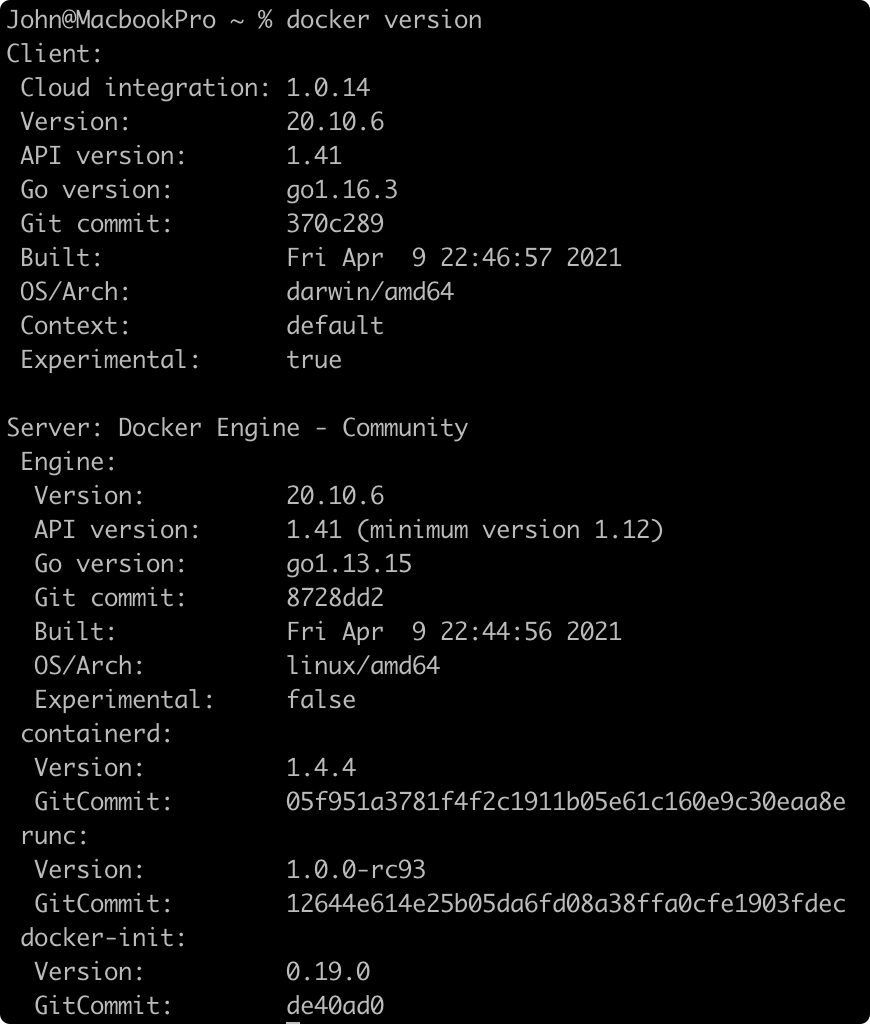 John@MacbookPro ~ % docker version
Client:
 Cloud integration: 1.0.14
 Version:           20.10.6
 API version:       1.41
 Go version:        go1.16.3
 Git commit:        370c289
 Built:             Fri Apr  9 22:46:57 2021
 OS/Arch:           darwin/amd64
 Context:           default
 Experimental:      true

Server: Docker Engine - Community
 Engine:
  Version:          20.10.6
  API version:      1.41 (minimum version 1.12)
  Go version:       go1.13.15
  Git commit:       8728dd2
  Built:            Fri Apr  9 22:44:56 2021
  OS/Arch:          linux/amd64
  Experimental:     false
 containerd:
  Version:          1.4.4
  GitCommit:        05f951a3781f4f2c1911b05e61c160e9c30eaa8e
 runc:
  Version:          1.0.0-rc93
  GitCommit:        12644e614e25b05da6fd08a38ffa0cfe1903fdec
 docker-init:
  Version:          0.19.0
  GitCommit:        de40ad0